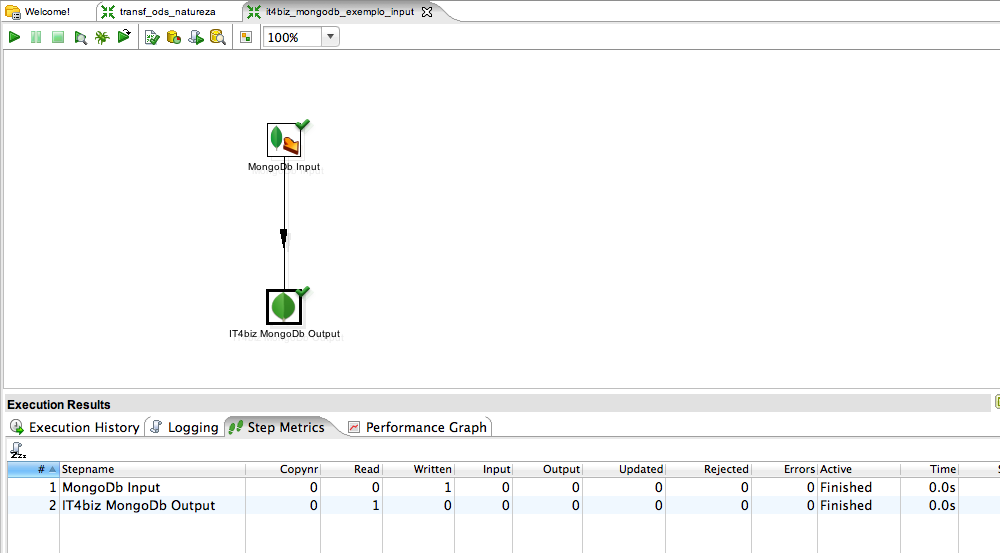 Welcome! transf_ods_natureza it4biz_mongodb_exemplo_input
100%
MongoDb Input
IT4biz MongoDb Output
Execution Results
Execution History Logging Step Metrics Performance Graph
# Stepname Copynr Read Written Input Output Updated Rejected Errors Active Time S
1 MongoDb Input 0 0 1 0 0 0 0 0 Finished 0.0s
2 IT4biz MongoDb Output 0 1 0 0 0 0 0 0 Finished 0.0s